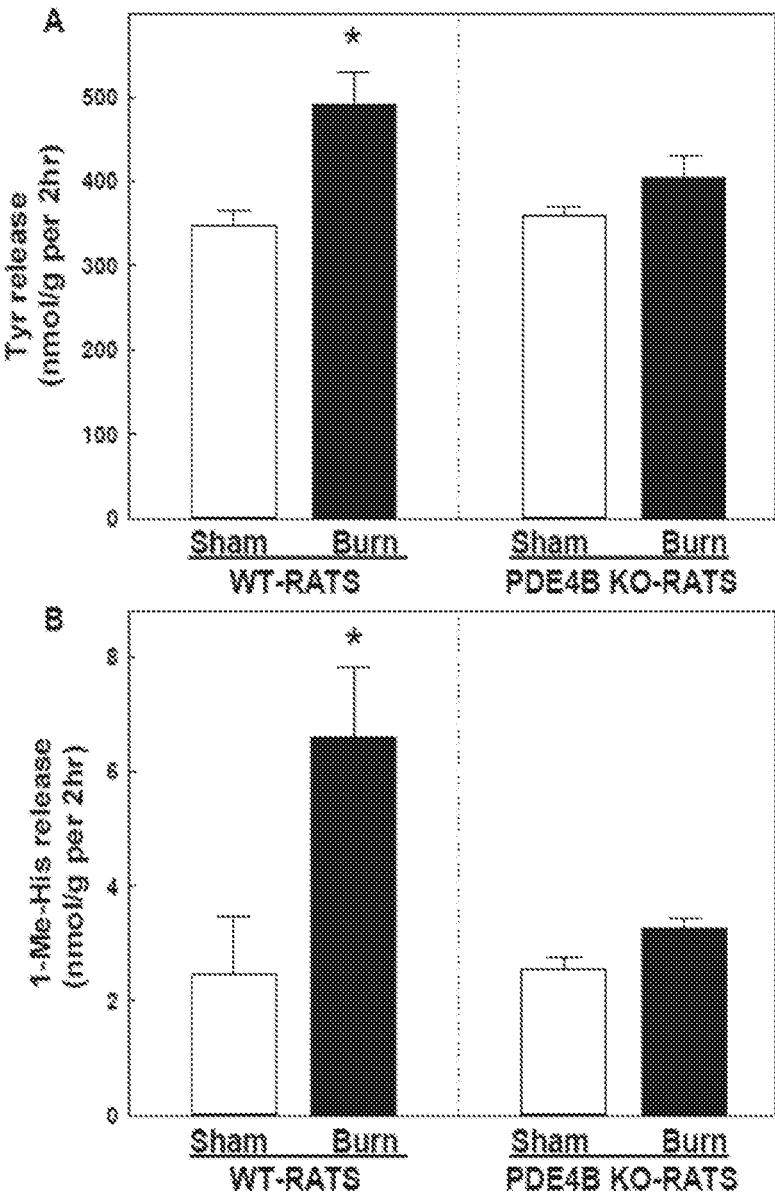 A
*
Tyr release
(nmol/g per 2hr)
500
400
300
200
100
0
Sham Burn Sham Burn
WT-RATS PDE4B KO-RATS
B
*
1-Me-His release
(nmol/g per 2hr)
8
6
4
2
0
Sham Burn Sham Burn
WT-RATS PDE4B KO-RATS